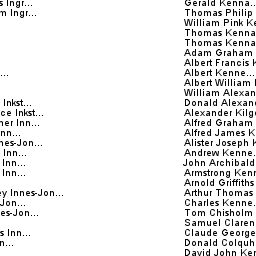 s Ingr...
m Ingr...
...
Inkst...
ce Inkst...
ner Inn...
nn...
nnes-Jon...
Inn...
Inn...
Inn...
ey Innes-Jon...
Jon...
nes-Jon...
s Inn...
n...
Gerald Kenna...
Thomas Philip
William Pink Ke
Thomas Kenna
Thomas Kenna
Adam Graham
Albert Francis K
Albert Kenne...
Albert William
William Alexan
Donald Alexand
Alexander Kilgo
Alfred Graham
Alfred James K
Alister Joseph K
Andrew Kenne.
John Archibald
Armstrong Kenn
Arnold Griffiths
Arthur Thomas
Charles Kenne.
Tom Chisholm
Samuel Claren
Claude George
Donald Colquh
David John Ken